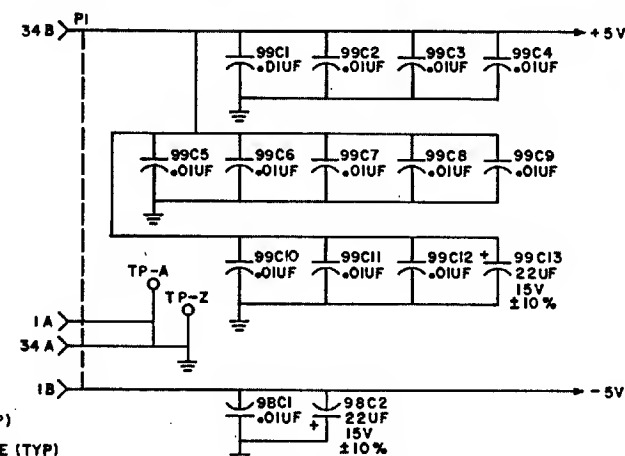 34B P1 +5V
99C1 99C2 99C3 99C4
.01UF .01UF .01UF .01UF
99C5 99C6 99C7 99C8 99C9
.01UF .01UF .01UF .01UF .01UF
99C10 99C11 99C12 + 99C13
.01UF .01UF .01UF 22UF
15V
±10%
TP-A
TP-Z
1A
34A
1B -5V
98C1 98C2
.01UF + 22UF
15V
±10%
P)
E (TYP)